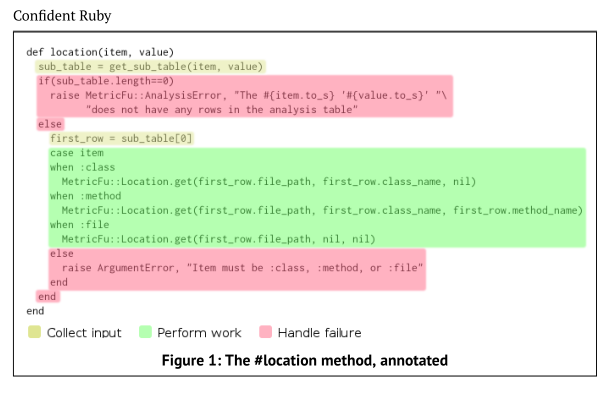 Confident Ruby
def location(item, value)
sub_table = get_sub_table(item, value)
if(sub_table.length==0)
raise MetricFu::AnalysisError, "The #{item.to_s} '#{value.to_s}' "\
"does not have any rows in the analysis table"
else
first_row = sub_table[0]
case item
when :class
MetricFu::Location.get(first_row.file_path, first_row.class_name, nil)
when :method
MetricFu::Location.get(first_row.file_path, first_row.class_name, first_row.method_name)
when :file
MetricFu::Location.get(first_row.file_path, nil, nil)
else
raise ArgumentError, "Item must be :class, :method, or :file"
end
end
end
Collect input Perform work Handle failure
Figure 1: The #location method, annotated